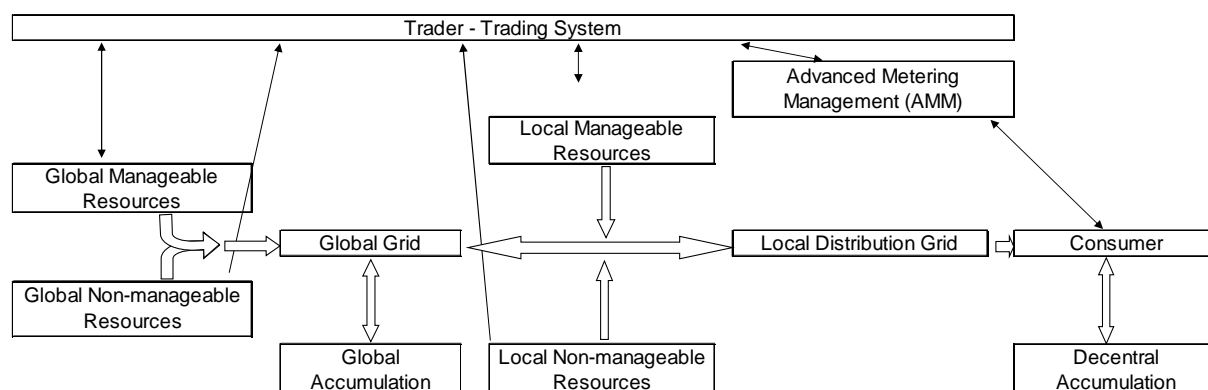 Trader - Trading System
Advanced Metering
Management (AMM)
Local Manageable
Resources
Global Manageable
Resources
Global Grid
Local Distribution Grid
Consumer
Global Non-manageable
Resources
Global
Accumulation
Local Non-manageable
Resources
Decentral
Accumulation